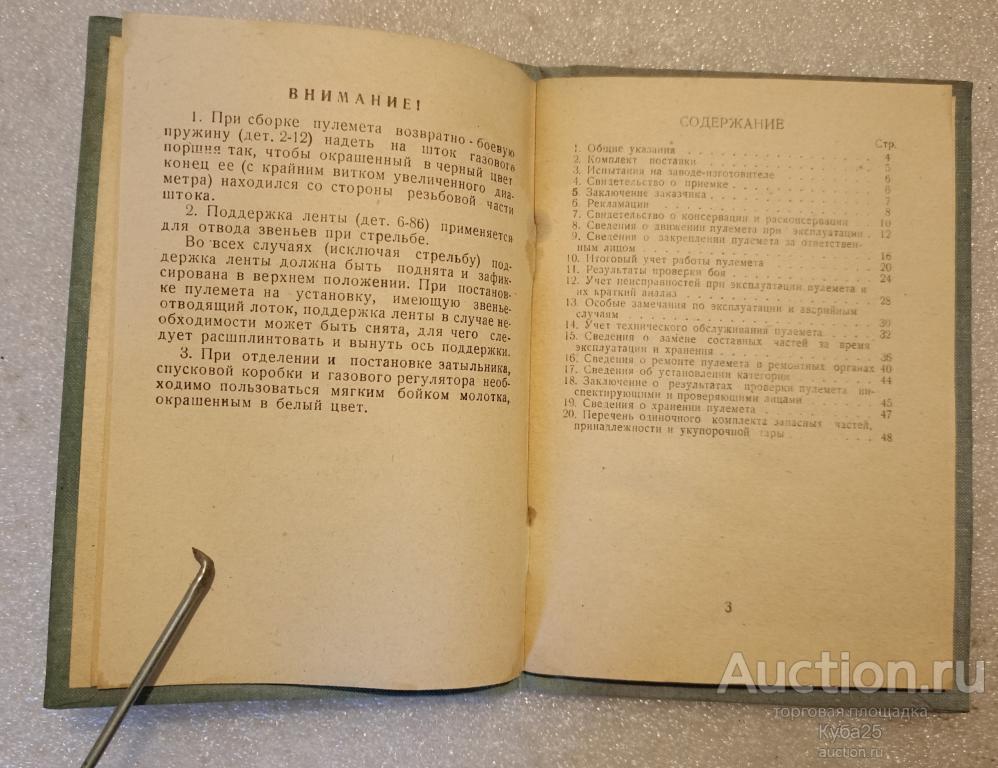 ВНИМАНИЕ!
1. При сборке пулемета возвратно-боевую
пружину (дет. 2-12) надеть на шток газового
поршня так, чтобы окрашенный в черный цвет
конец ее (с крайним витком увеличенного диа-
метра) находился со стороны резьбовой части
штока.
2. Поддержка ленты (дет. 6-86) применяется
для отвода звеньев при стрельбе.
Во всех случаях (исключая стрельбу) под-
держка ленты должна быть поднята и зафик-
сирована в верхнем положении. При постанов-
ке пулемета на установку, имеющую звенье-
отводящий лоток, поддержка ленты в случае не-
обходимости может быть снята, для чего сле-
дует расшплинтовать и вынуть ось поддержки.
3. При отделении и постановке затыльника,
спусковой коробки и газового регулятора необ-
ходимо пользоваться мягким бойком молотка,
окрашенным в белый цвет.
СОДЕРЖАНИЕ
Стр.
1. Общие указания 4
2. Комплект поставки 5
3. Испытания на заводе-изготовителе 6
4. Свидетельство о приемке 6
5. Заключение заказчика 7
6. Рекламации 8
7. Свидетельство о консервации и расконсервации 10
8. Сведения о движении пулемета при эксплуатации 12
9. Сведения о закреплении пулемета за ответствен-
ным лицом 16
10. Итоговый учет работы пулемета 20
11. Результаты проверки боя 24
12. Учет неисправностей при эксплуатации пулемета и
их краткий анализ 28
13. Особые замечания по эксплуатации и аварийным
случаям 30
14. Учет технического обслуживания пулемета 32
15. Сведения о замене составных частей за время
эксплуатации и хранения 36
16. Сведения о ремонте пулемета в ремонтных органах 40
17. Сведения об установлении категории 44
18. Заключение о результатах проверки пулемета ин-
спектирующими и проверяющими лицами 45
19. Сведения о хранении пулемета 47
20. Перечень одиночного комплекта запасных частей,
принадлежности и укупорочной тары 48
3
Auction.ru
торговая площадка
Куба25
auction.ru